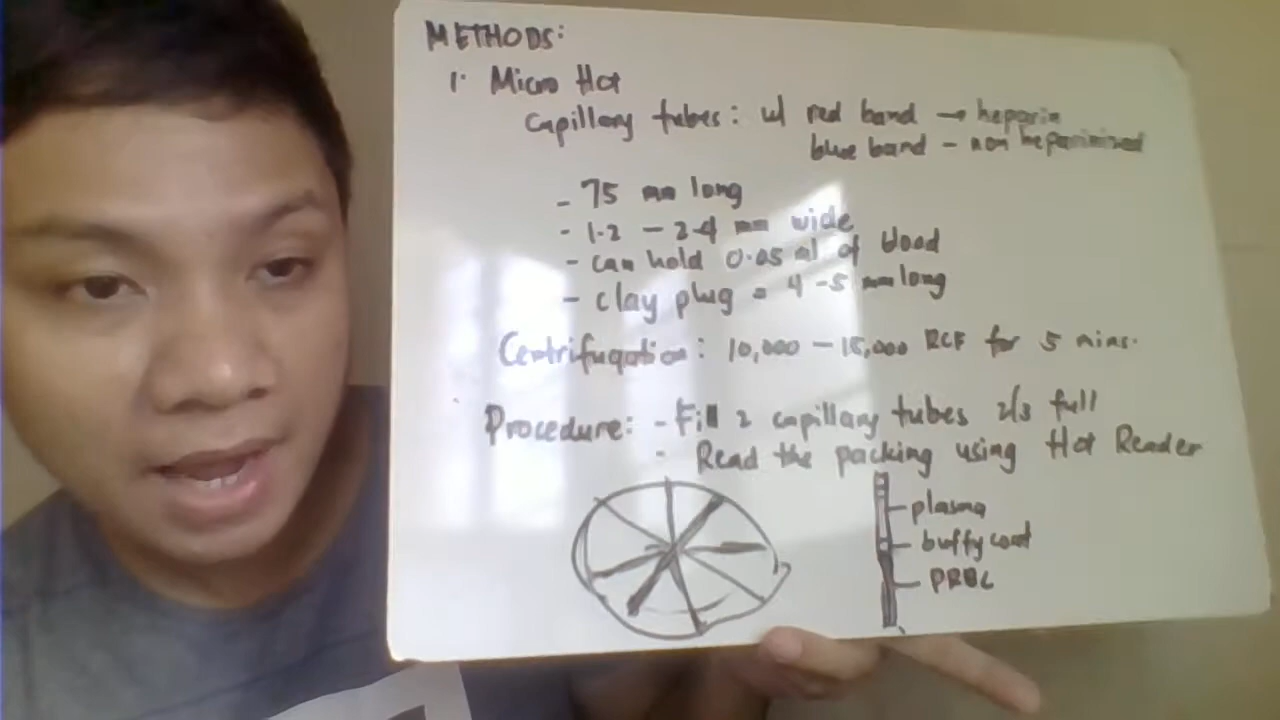 METHODS:
1. Micro Hct
Capillary tubes: w/ red band → heparin
blue band - non heparinized
- 75 mm long
- 1.2 - 2.4 mm wide
- can hold 0.05 ml of blood
- clay plug = 4-5 mm long
Centrifugation: 10,000 - 15,000 RCF for 5 mins.
Procedure: - Fill 2 capillary tubes 2/3 full
- Read the packing using Hct Reader
plasma
buffy coat
PRBC